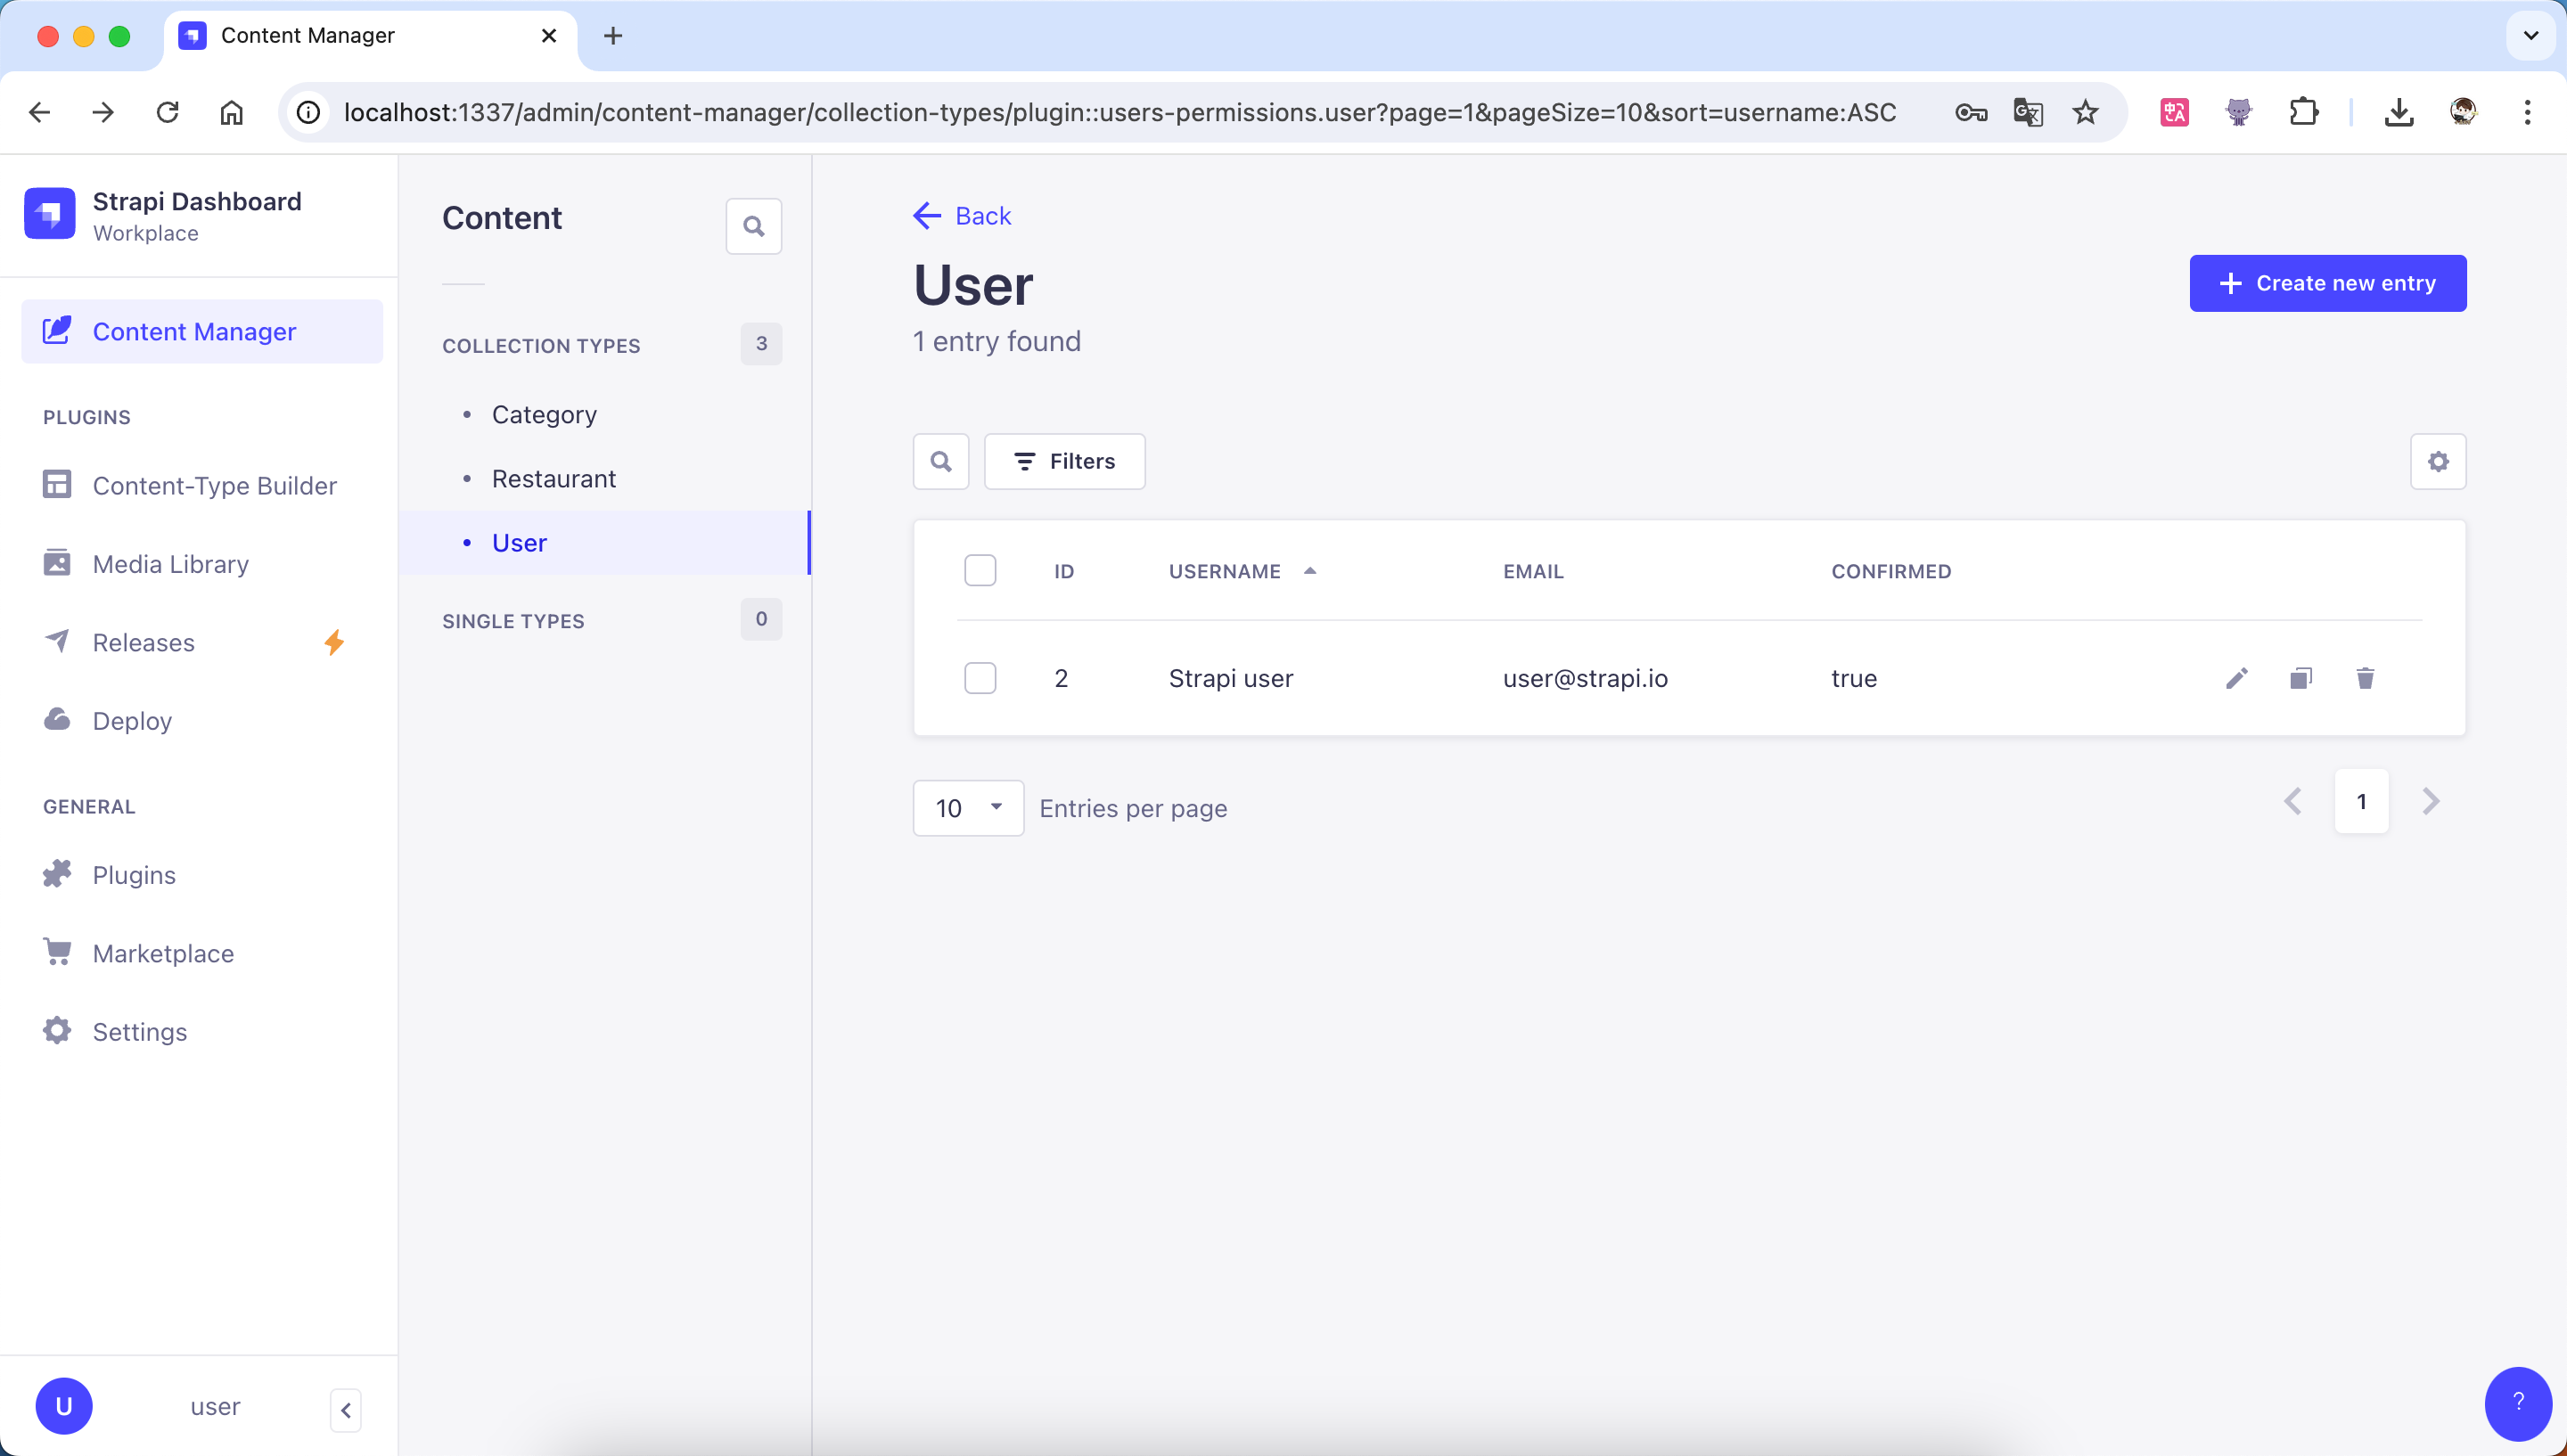 Content Manager
localhost:1337/admin/content-manager/collection-types/plugin::users-permissions.user?page=1&pageSize=10&sort=username:ASC
Strapi Dashboard
Workplace
Content Manager
PLUGINS
Content-Type Builder
Media Library
Releases
Deploy
GENERAL
Plugins
Marketplace
Settings
U
user
Content
COLLECTION TYPES 3
Category
Restaurant
User
SINGLE TYPES 0
Back
User
1 entry found
Create new entry
Filters
ID USERNAME EMAIL CONFIRMED
2 Strapi user user@strapi.io true
10 Entries per page
1
?